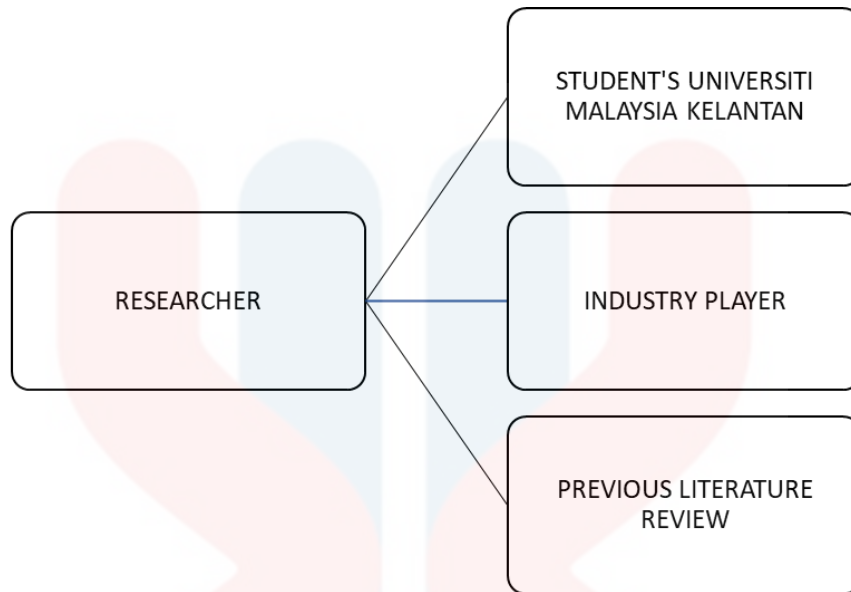 STUDENT'S UNIVERSITI
MALAYSIA KELANTAN
RESEARCHER
INDUSTRY PLAYER
PREVIOUS LITERATURE
REVIEW